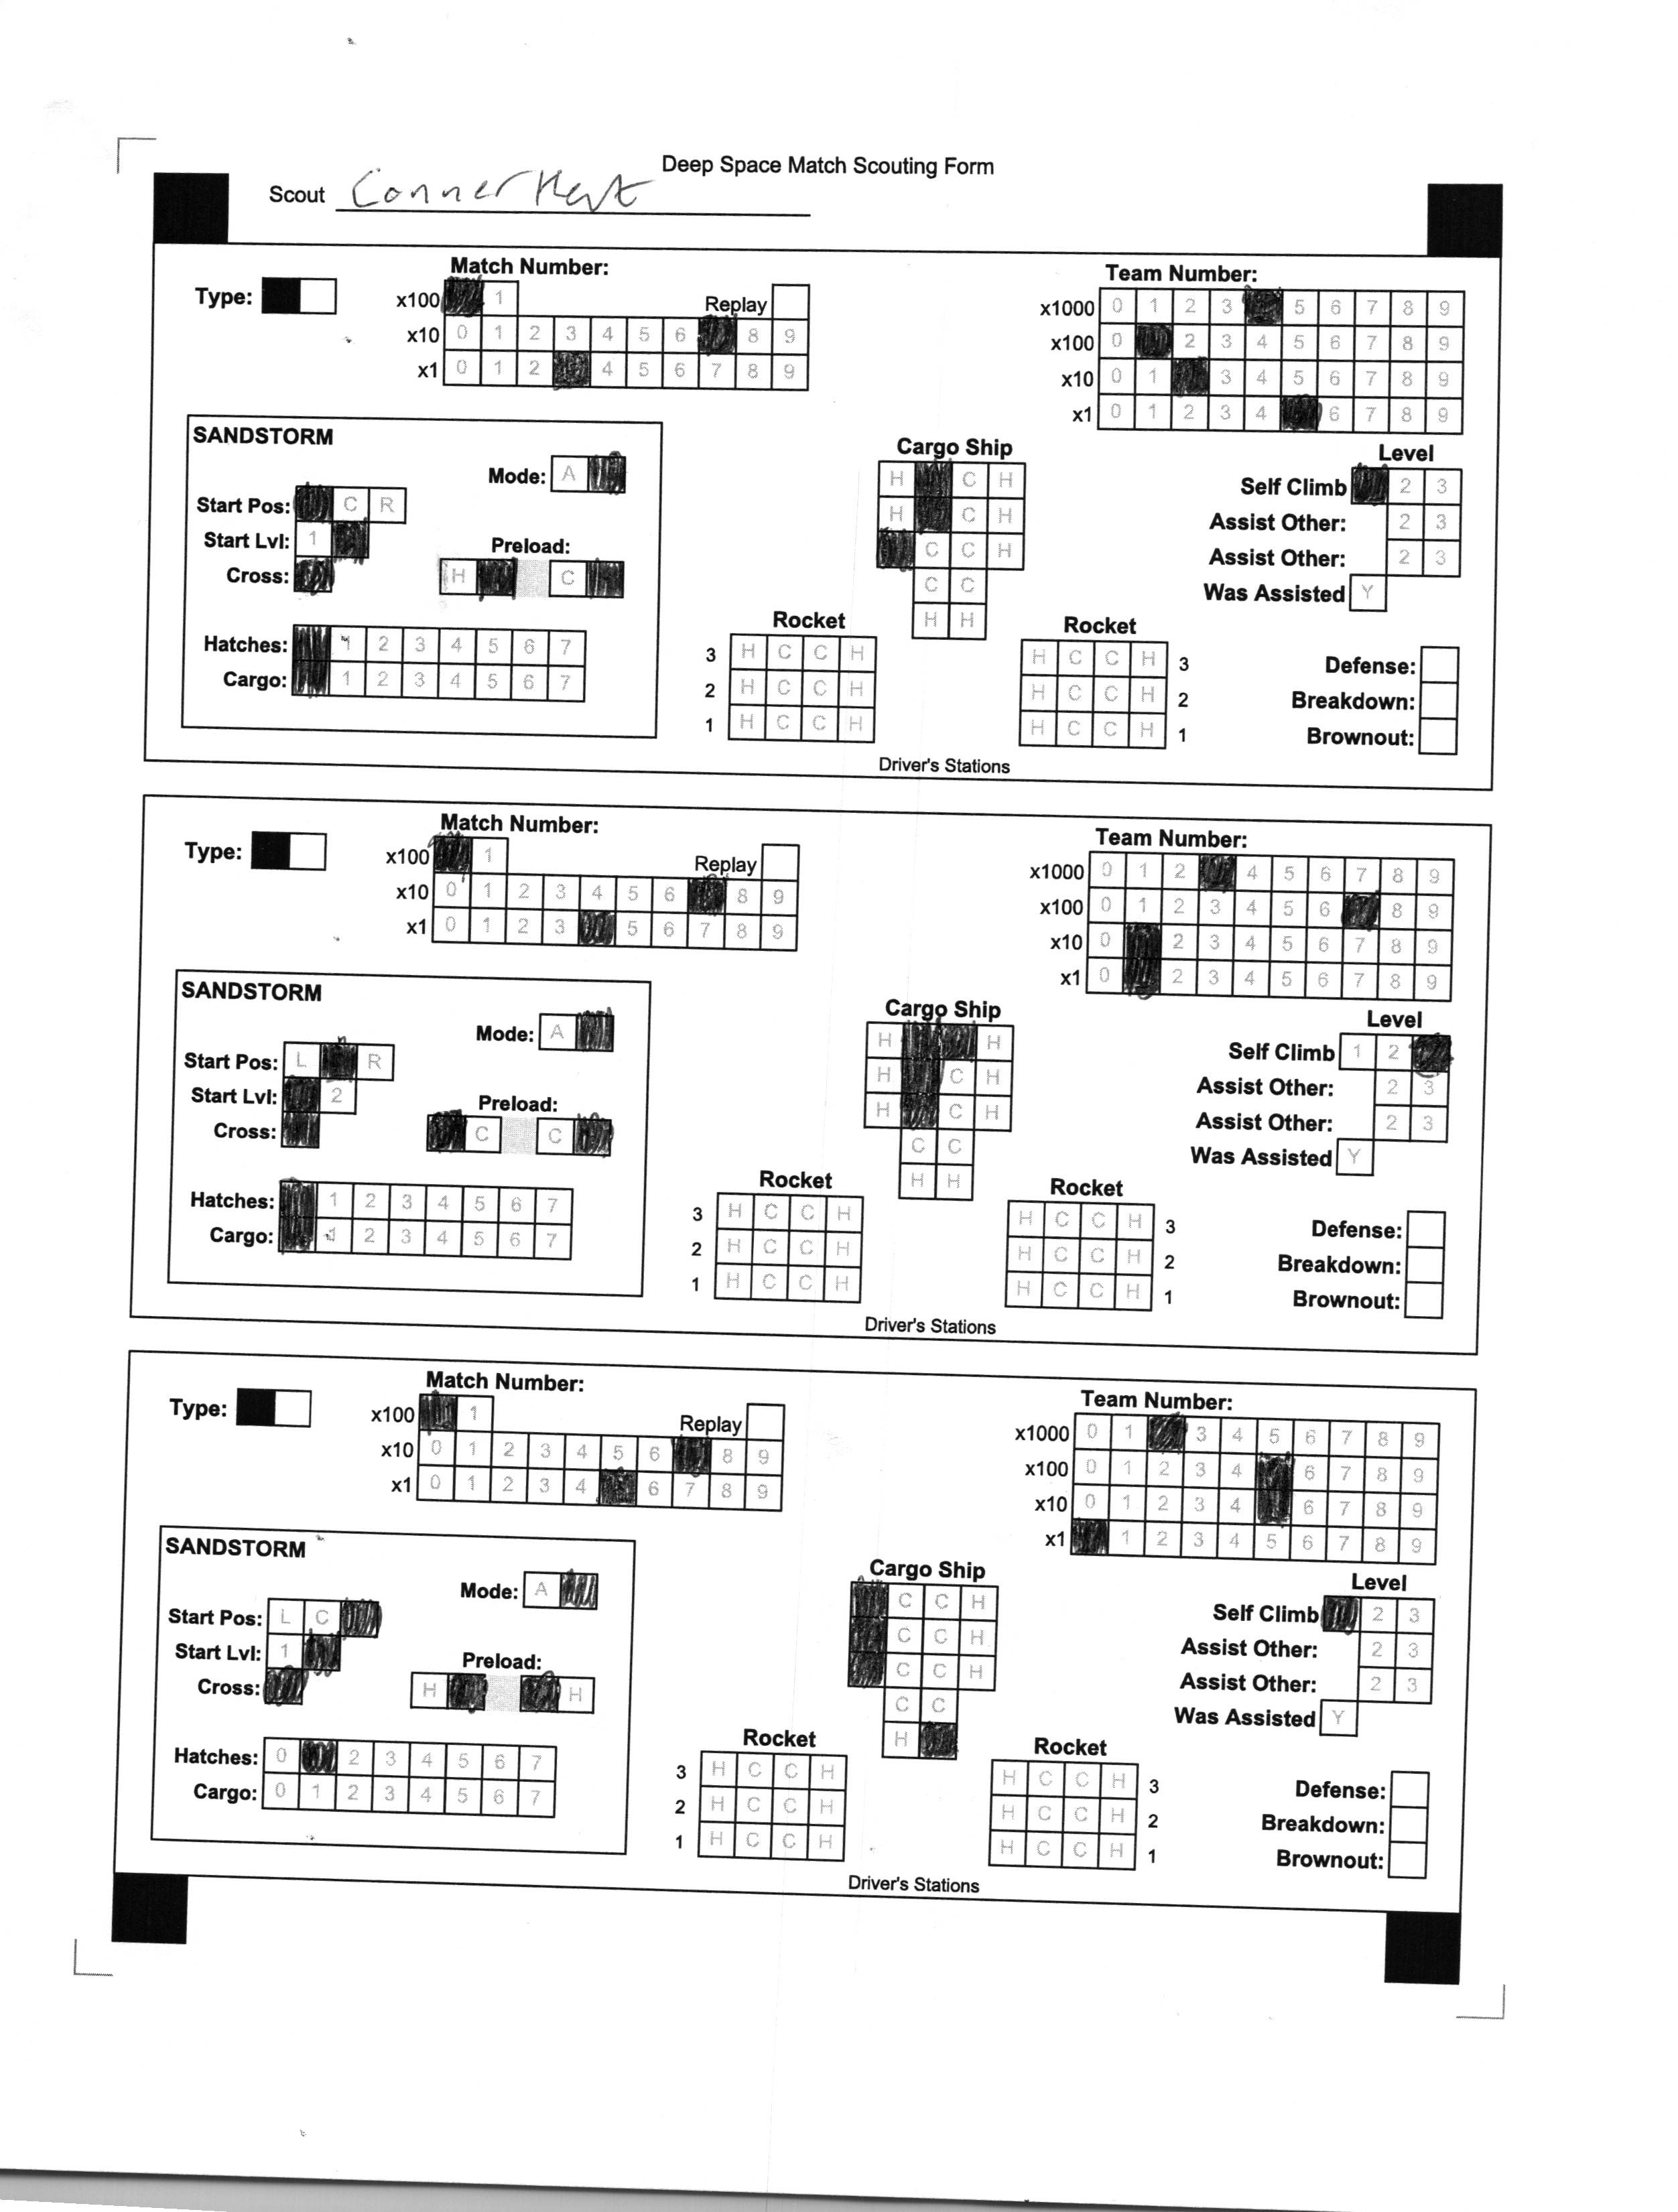 Deep Space Match Scouting Form
Scout Conner
Match Number: Team Number:
Type: x100 1 Replay x1000 0 1 2 3 5 6 7 8 9
x10 0 1 2 3 4 5 6 8 9 x100 0 2 3 4 5 6 7 8 9
x1 0 1 2 4 5 6 7 8 9 x10 0 1 3 4 5 6 7 8 9
x1 0 1 2 3 4 6 7 8 9
SANDSTORM Cargo Ship Level
Mode: A H C H Self Climb 2 3
Start Pos: C R H C H Assist Other: 2 3
Start Lvl: 1 Preload: C C H Assist Other: 2 3
Cross: H C C C Was Assisted Y
H H
Rocket Rocket
Hatches: 1 2 3 4 5 6 7 3 H C C H H C C H 3 Defense:
Cargo: 1 2 3 4 5 6 7 2 H C C H H C C H 2 Breakdown:
1 H C C H H C C H 1 Brownout:
Driver's Stations
Match Number: Team Number:
Type: x100 1 Replay x1000 0 1 2 4 5 6 7 8 9
x10 0 1 2 3 4 5 6 8 9 x100 0 1 2 3 4 5 6 8 9
x1 0 1 2 3 5 6 7 8 9 x10 0 2 3 4 5 6 7 8 9
x1 0 2 3 4 5 6 7 8 9
SANDSTORM Cargo Ship Level
Mode: A H H Self Climb 1 2
Start Pos: L R H C H Assist Other: 2 3
Start Lvl: 2 Preload: H C H Assist Other: 2 3
Cross: C C C C Was Assisted Y
H H
Rocket Rocket
Hatches: 1 2 3 4 5 6 7 3 H C C H H C C H 3 Defense:
Cargo: 1 2 3 4 5 6 7 2 H C C H H C C H 2 Breakdown:
1 H C C H H C C H 1 Brownout:
Driver's Stations
Match Number: Team Number:
Type: x100 1 Replay x1000 0 1 3 4 5 6 7 8 9
x10 0 1 2 3 4 5 6 8 9 x100 0 1 2 3 4 6 7 8 9
x1 0 1 2 3 4 6 7 8 9 x10 0 1 2 3 4 6 7 8 9
x1 1 2 3 4 5 6 7 8 9
SANDSTORM Cargo Ship Level
Mode: A C C H Self Climb 2 3
Start Pos: L C C C H Assist Other: 2 3
Start Lvl: 1 Preload: C C H Assist Other: 2 3
Cross: H H C C Was Assisted Y
H
Rocket Rocket
Hatches: 0 2 3 4 5 6 7 3 H C C H H C C H 3 Defense:
Cargo: 0 1 2 3 4 5 6 7 2 H C C H H C C H 2 Breakdown:
1 H C C H H C C H 1 Brownout:
Driver's Stations